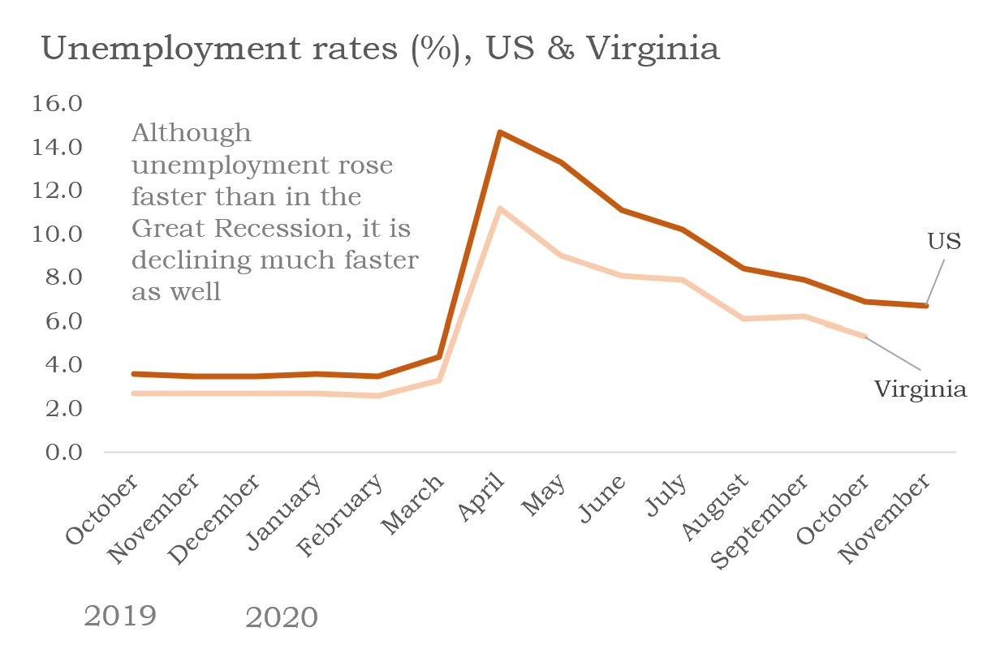 Unemployment rates (%), US & Virginia
16.0
Although
14.0
unemployment rose
12.0
faster than in the
10.0
Great Recession, it is
US
8.0
declining much faster
as well
6.0
4.0
Virginia
2.0
0.0
October
November
December
January
February
March
April
May
June
July
August
September
October
November
2019
2020